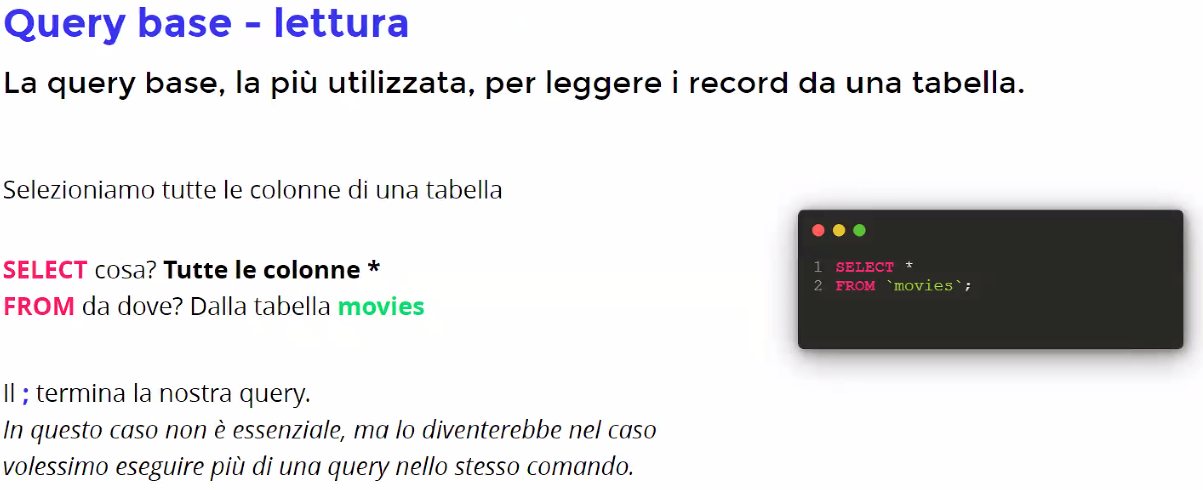 Query base - lettura
La query base, la più utilizzata, per leggere i record da una tabella.
Selezioniamo tutte le colonne di una tabella
SELECT cosa? Tutte le colonne *
FROM da dove? Dalla tabella movies
Il ; termina la nostra query.
In questo caso non è essenziale, ma lo diventerebbe nel caso
volessimo eseguire più di una query nello stesso comando.
1 SELECT *
2 FROM `movies`;